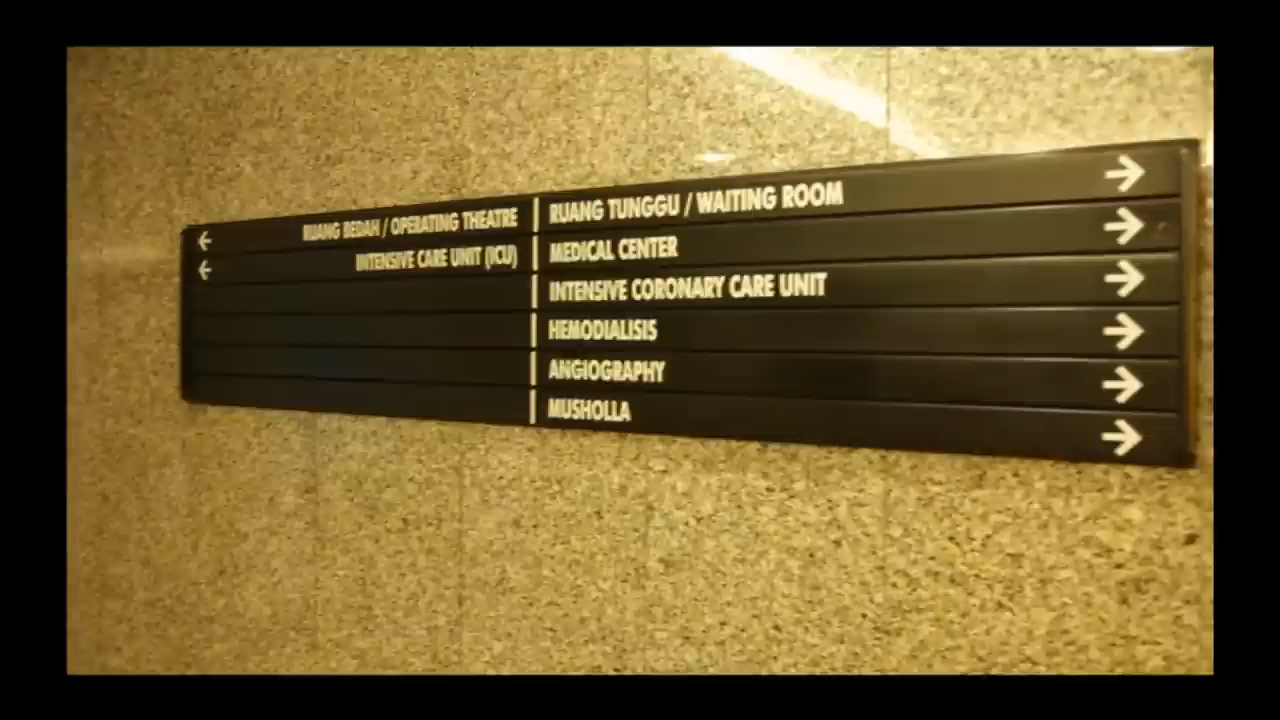 RUANG BEDAH / OPERATING THEATRE
INTENSIVE CARE UNIT (ICU)
RUANG TUNGGU / WAITING ROOM
MEDICAL CENTER
INTENSIVE CORONARY CARE UNIT
HEMODIALISIS
ANGIOGRAPHY
MUSHOLLA